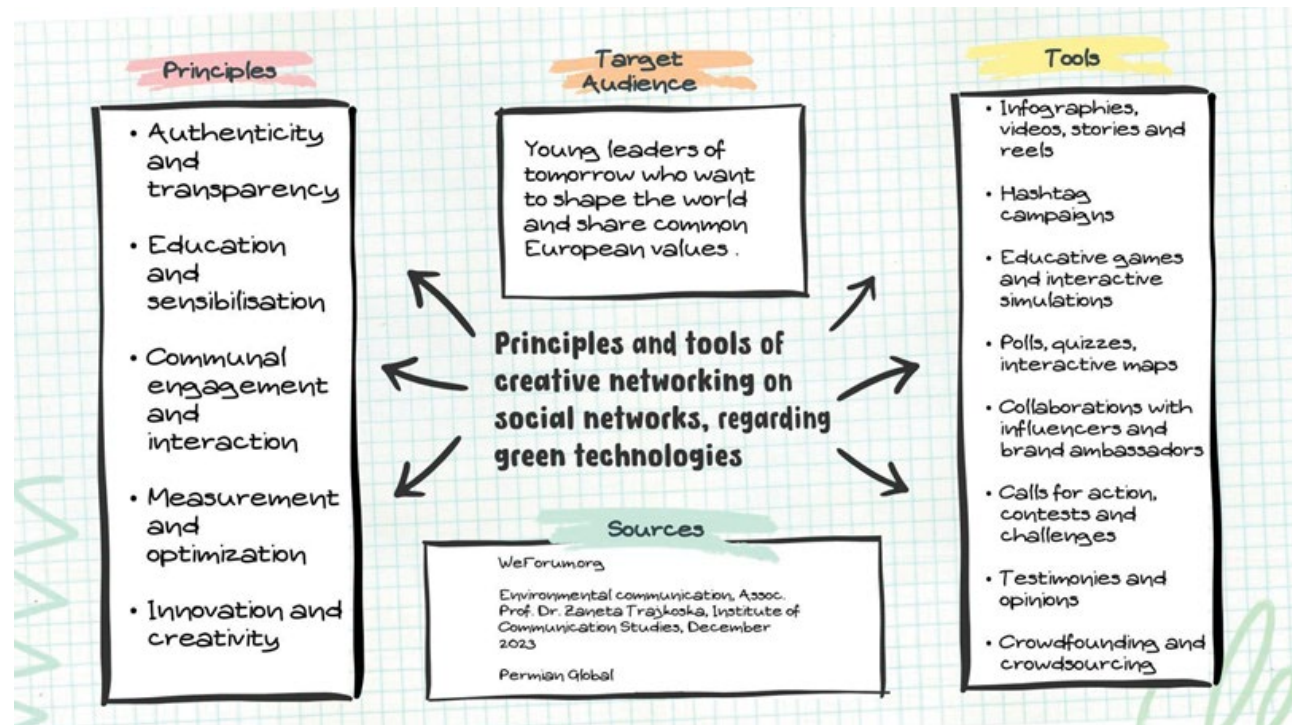 Principles
• Authenticity
and
transparency
• Education
and
sensibilisation
• Communal
engagement
and
interaction
• Measurement
and
optimization
• Innovation and
creativity
Target
Audience
Young leaders of
tomorrow who want
to shape the world
and share common
European values .
Principles and tools of
creative networking on
social networks, regarding
green technologies
Sources
WeForum.org
Environmental communication, Assoc.
Prof. Dr. Zaneta Trajkoska, Institute of
Communication Studies, December
2023
Permian Global
Tools
• Infographies,
videos, stories and
reels
• Hashtag
campaigns
• Educative games
and interactive
simulations
• Polls, quizzes,
interactive maps
• Collaborations with
influencers and
brand ambassadors
• Calls for action,
contests and
challenges
• Testimonies and
opinions
• Crowdfounding and
crowdsourcing